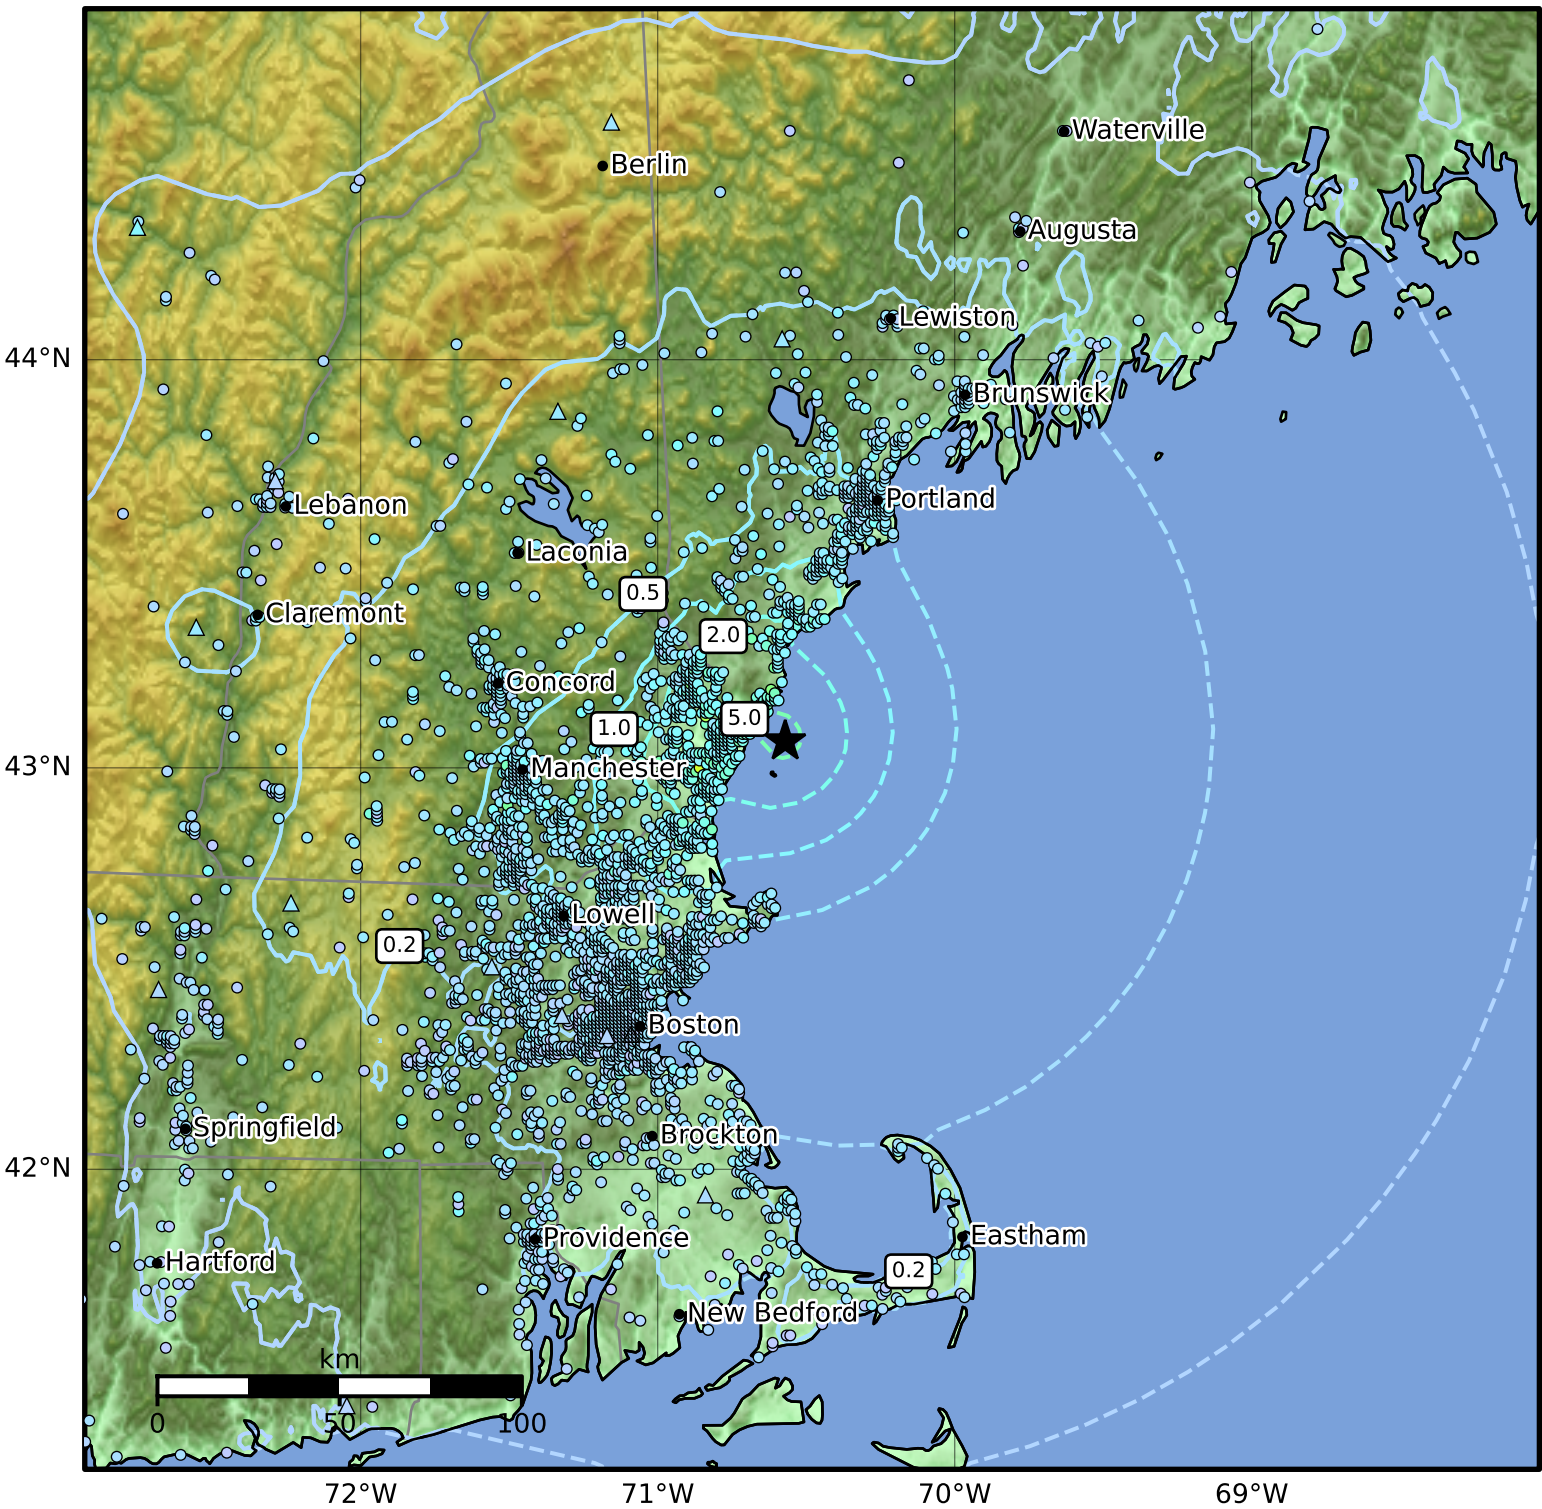 Waterville
Berlin
Augusta
Lewiston
44°N
Brunswick
Portland
Lebanon
Laconia
0.5
Claremont
2.0
Concord
5.0
1.0
43°N
Manchester
Lowell
0.2
Boston
Springfield
Brockton
42°N
Eastham
Providence
Hartford
0.2
New Bedford
km
0 50 100
72°W 71°W 70°W 69°W